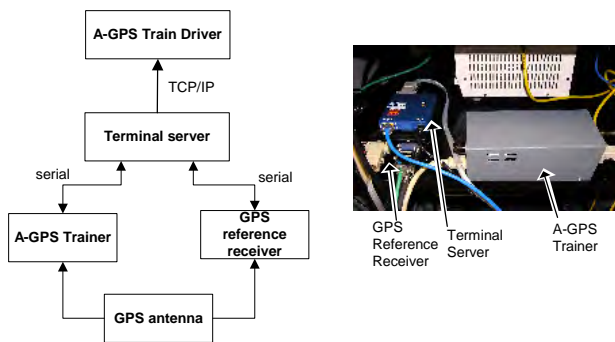 A-GPS Train Driver
TCP/IP
Terminal server
serial
serial
A-GPS Trainer
GPS
reference
receiver
GPS antenna
GPS
Reference
Receiver
Terminal
Server
A-GPS
Trainer